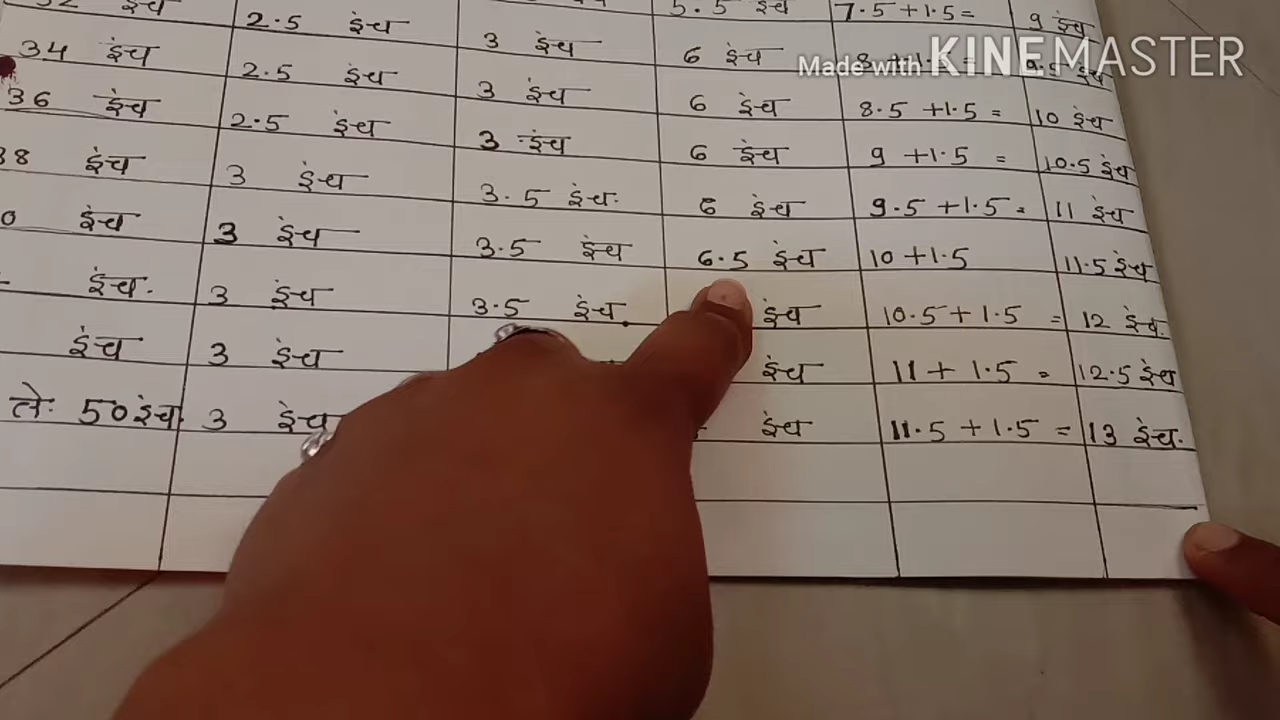 इंच 5.5 इंच 7.5+1.5= 9 इंच
34 इंच 2.5 इंच 3 इंच 6 इंच
Made with KINEMASTER
36 इंच 2.5 इंच 3 इंच 6 इंच 8.5 +1.5 = 10 इंच
38 इंच 2.5 इंच 3 इंच 6 इंच 9 +1.5 = 10.5 इंच
0 इंच 3 इंच 3.5 इंच. 6 इंच 9.5 +1.5 = 11 इंच
इंच. 3 इंच 3.5 इंच 6.5 इंच 10 +1.5 11.5 इंच
इंच 3 इंच 3.5 इंच. इंच 10.5 + 1.5 = 12 इंच.
3 इंच इंच 11 + 1.5 = 12.5 इंच
ले. 50 इंच. 3 इंच इंच 11.5 + 1.5 = 13 इंच.